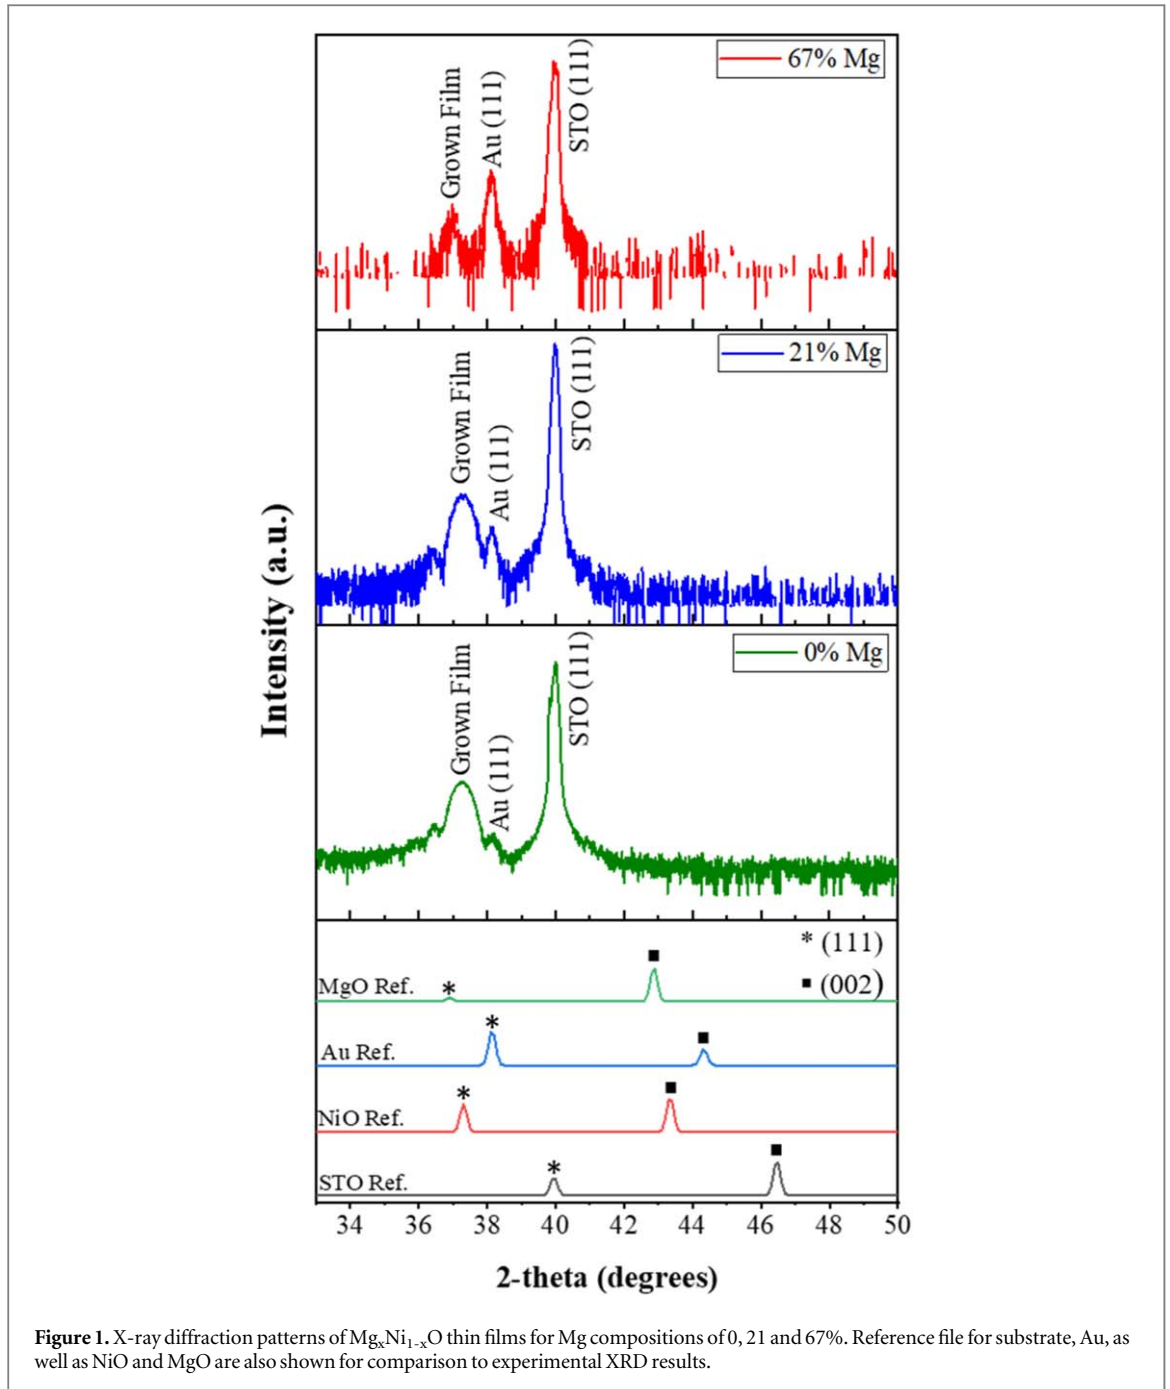 67% Mg
Grown Film
Au (111)
STO (111)
21% Mg
Grown Film
Au (111)
STO (111)
0% Mg
Grown Film
Au (111)
STO (111)
Intensity (a.u.)
* (111)
▪ (002)
MgO Ref.
*
▪
Au Ref.
*
▪
NiO Ref.
*
▪
STO Ref.
*
▪
34 36 38 40 42 44 46 48 50
2-theta (degrees)
Figure 1. X-ray diffraction patterns of MgₓNi₁₋ₓO thin films for Mg compositions of 0, 21 and 67%. Reference file for substrate, Au, as
well as NiO and MgO are also shown for comparison to experimental XRD results.